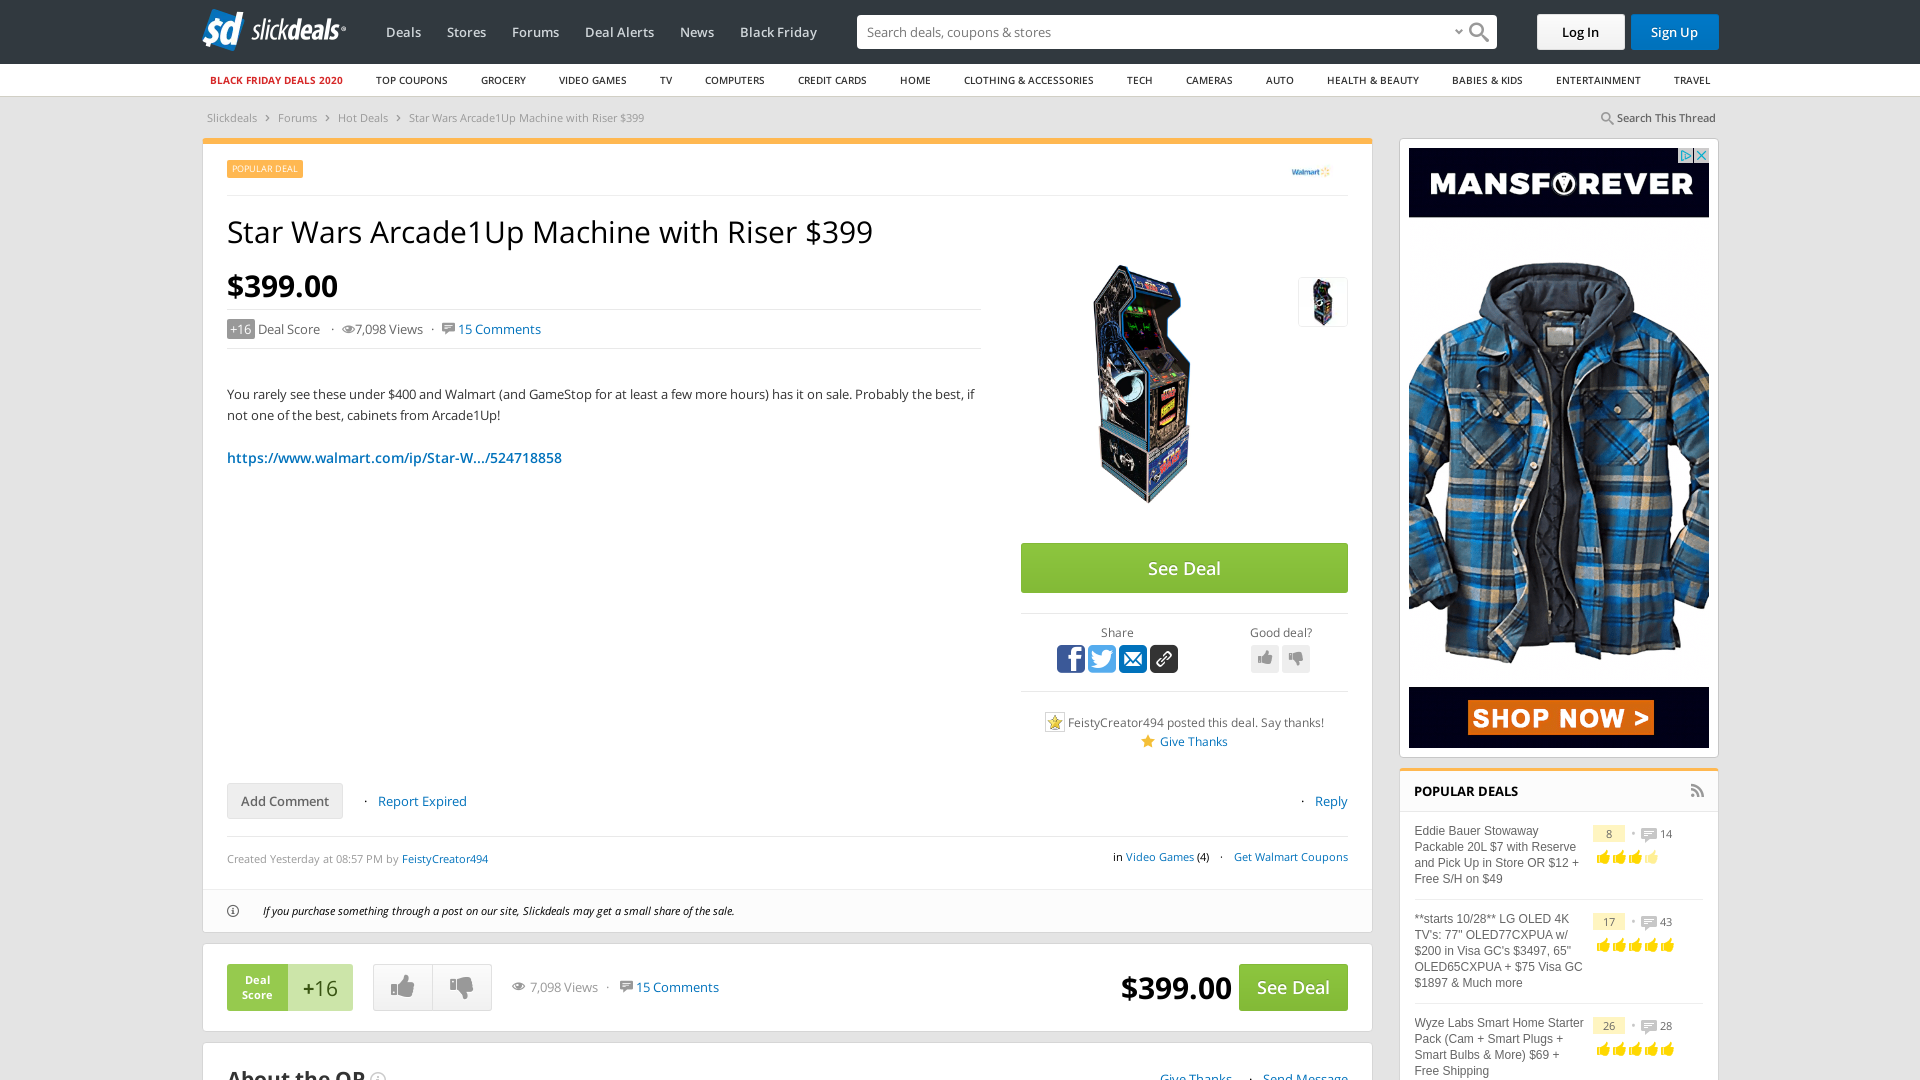 slickdeals
Deals
Stores
Forums
Deal Alerts
News
Black Friday
Search deals, coupons & stores
Log In
Sign Up
BLACK FRIDAY DEALS 2020
TOP COUPONS
GROCERY
VIDEO GAMES
TV
COMPUTERS
CREDIT CARDS
HOME
CLOTHING & ACCESSORIES
TECH
CAMERAS
AUTO
HEALTH & BEAUTY
BABIES & KIDS
ENTERTAINMENT
TRAVEL
Slickdeals › Forums › Hot Deals › Star Wars Arcade1Up Machine with Riser $399
Search This Thread
POPULAR DEAL
Walmart
Star Wars Arcade1Up Machine with Riser $399
$399.00
+16 Deal Score · 7,098 Views · 15 Comments
You rarely see these under $400 and Walmart (and GameStop for at least a few more hours) has it on sale. Probably the best, if
not one of the best, cabinets from Arcade1Up!
https://www.walmart.com/ip/Star-W.../524718858
See Deal
Share
Good deal?
FeistyCreator494 posted this deal. Say thanks!
Give Thanks
Add Comment
· Report Expired
· Reply
Created Yesterday at 08:57 PM by FeistyCreator494
in Video Games (4) · Get Walmart Coupons
If you purchase something through a post on our site, Slickdeals may get a small share of the sale.
Deal
Score
+16
7,098 Views · 15 Comments
$399.00
See Deal
About the OP
Give Thanks · Send Message
MANSFOREVER
SHOP NOW >
POPULAR DEALS
Eddie Bauer Stowaway
Packable 20L $7 with Reserve
and Pick Up in Store OR $12 +
Free S/H on $49
8 • 14
**starts 10/28** LG OLED 4K
TV's: 77" OLED77CXPUA w/
$200 in Visa GC's $3497, 65"
OLED65CXPUA + $75 Visa GC
$1897 & Much more
17 • 43
Wyze Labs Smart Home Starter
Pack (Cam + Smart Plugs +
Smart Bulbs & More) $69 +
Free Shipping
26 • 28